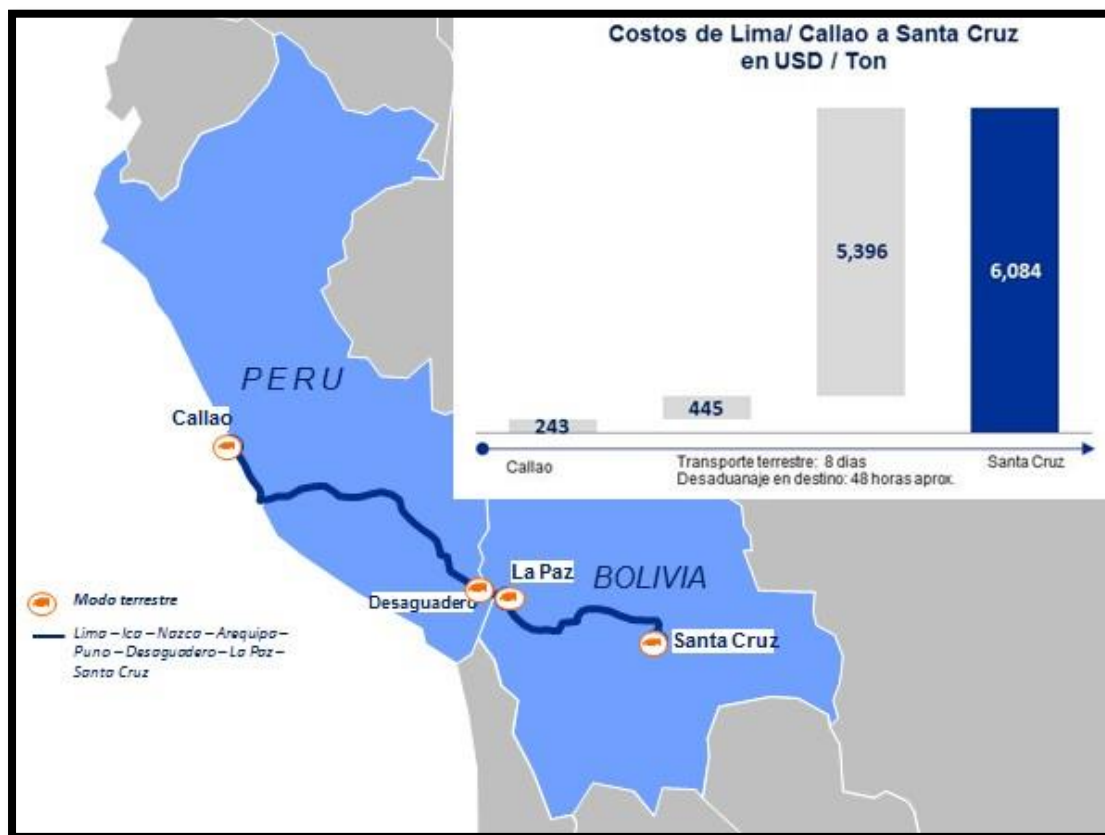 Costos de Lima/ Callao a Santa Cruz
en USD / Ton
5,396
6,084
445
243
Callao
Transporte terrestre: 8 dias
Desaduanaje en destino: 48 horas aprox.
Santa Cruz
PERU
Callao
La Paz
BOLIVIA
Desaguadero
Santa Cruz
Modo terrestre
Lima – Ica – Nazca – Arequipa –
Puno – Desaguadero – La Paz –
Santa Cruz